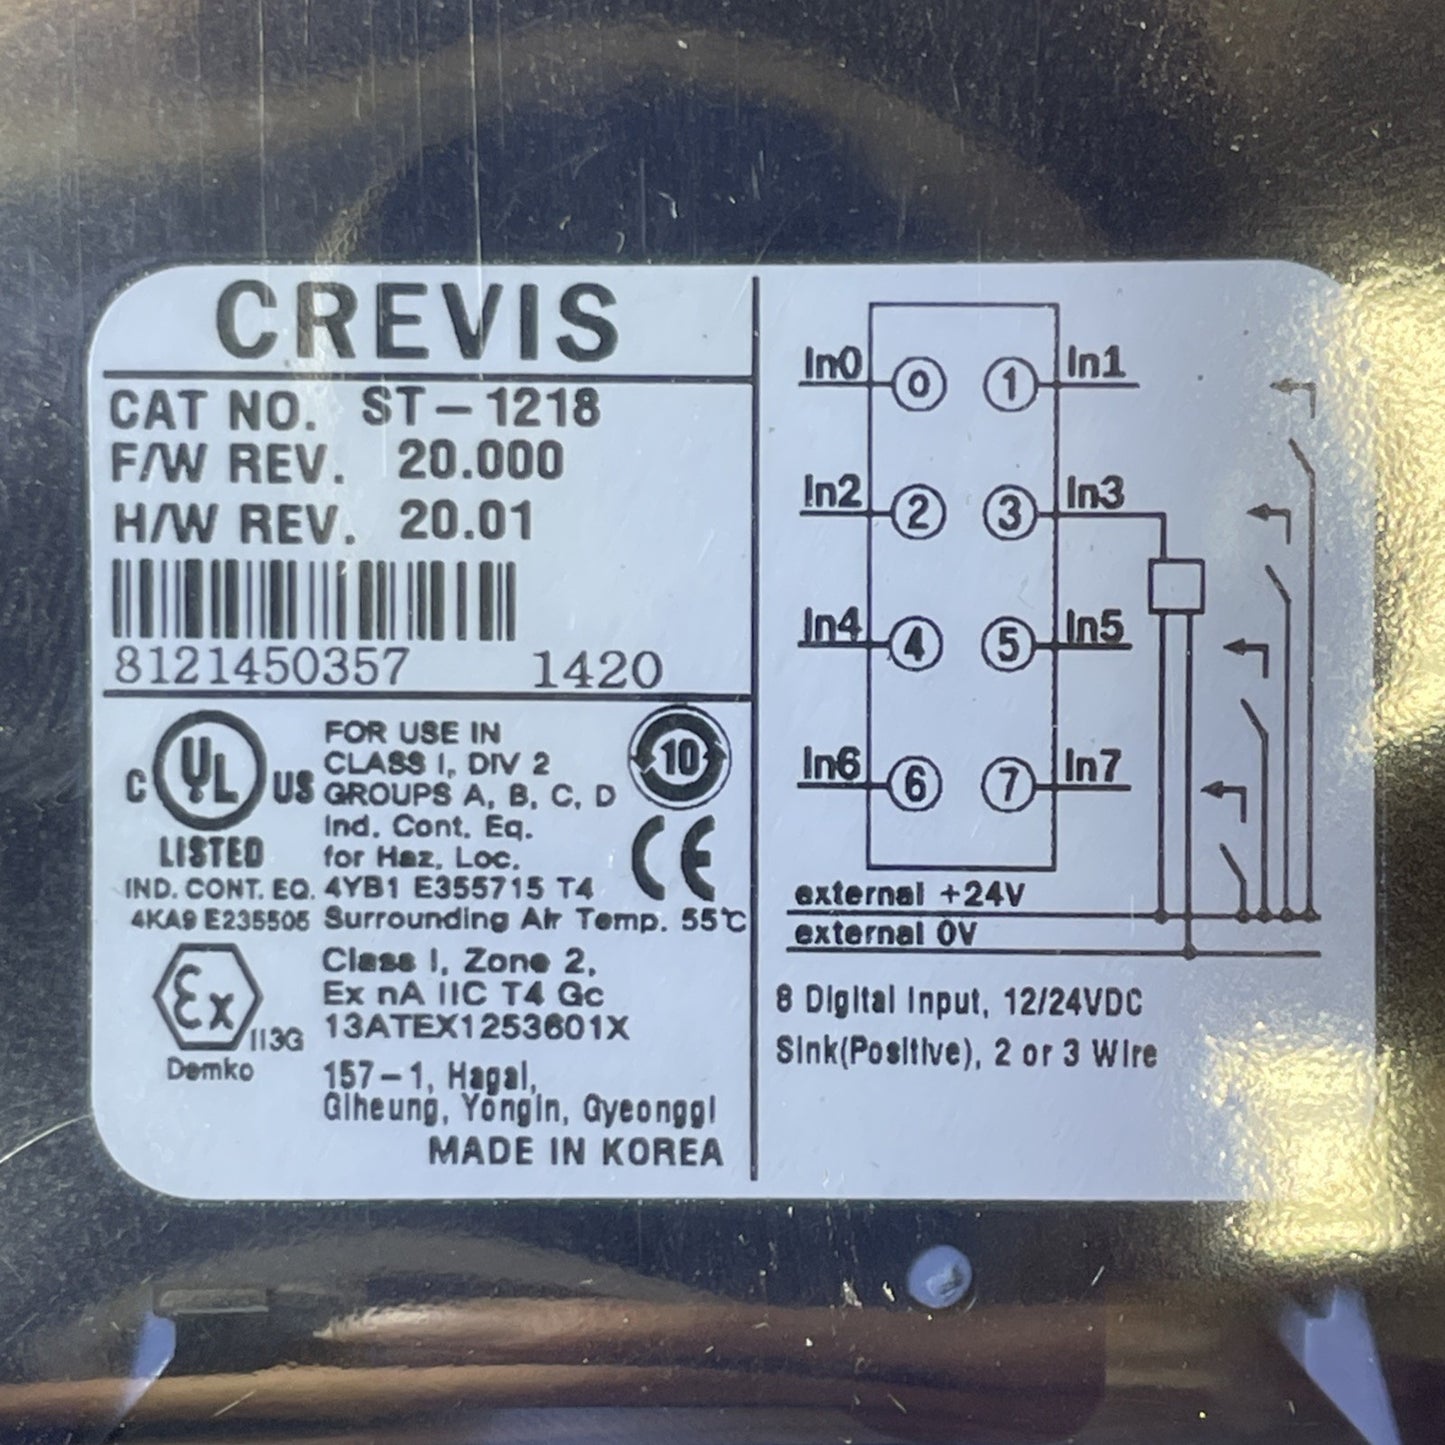 CREVIS
CAT NO. ST-1218
F/W REV. 20.000
H/W REV. 20.01
8121450357 1420
C UL US
LISTED
IND. CONT. EQ.
4KA9 E235505
FOR USE IN
CLASS I, DIV 2
GROUPS A, B, C, D
Ind. Cont. Eq.
for Haz. Loc.
4YB1 E355715 T4
Surrounding Air Temp. 55℃
10
CE
Ex II3G
Demko
Class I, Zone 2,
Ex nA IIC T4 Gc
13ATEX1253601X
157-1, Hagal,
Giheung, Yongin, Gyeonggi
MADE IN KOREA
In0 0 1 In1
In2 2 3 In3
In4 4 5 In5
In6 6 7 In7
external +24V
external 0V
8 Digital Input, 12/24VDC
Sink(Positive), 2 or 3 Wire